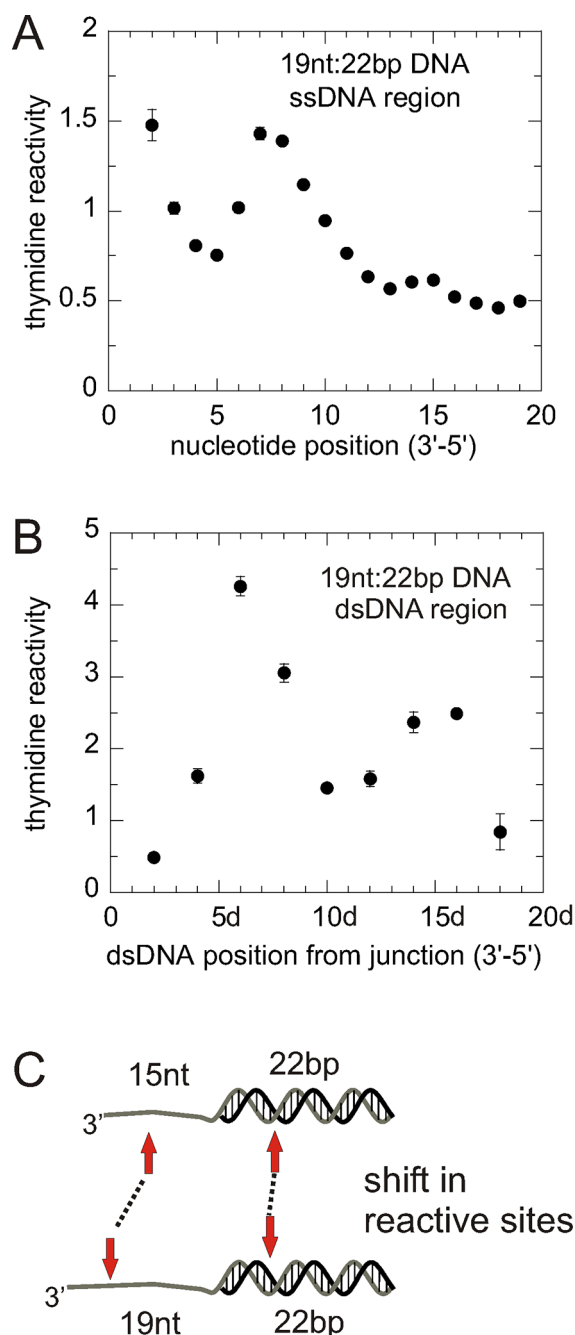 A
2
1.5
1
0.5
0
thymidine reactivity
19nt:22bp DNA
ssDNA region
0 5 10 15 20
nucleotide position (3'-5')
B
5
4
3
2
1
0
thymidine reactivity
19nt:22bp DNA
dsDNA region
0 5d 10d 15d 20d
dsDNA position from junction (3'-5')
C
15nt 22bp
3'
shift in
reactive sites
3'
19nt 22bp